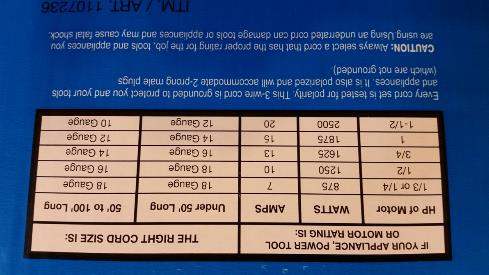 IF YOUR APPLIANCE, POWER TOOL OR MOTOR RATING IS: THE RIGHT CORD SIZE IS:
HP of Motor WATTS AMPS Under 50' Long 50' to 100' Long
1/3 or 1/4 875 7 18 Gauge 18 Gauge
1/2 1250 10 18 Gauge 16 Gauge
3/4 1625 13 16 Gauge 14 Gauge
1 1875 15 14 Gauge 12 Gauge
1-1/2 2500 20 12 Gauge 10 Gauge
Every cord set is tested for polarity. This 3-wire cord is grounded to protect you and your tools
and appliances. It is also polarized and will accommodate 2-prong male plugs
(which are not grounded).
CAUTION: Always select a cord that has the proper rating for the job, tools and appliances you
are using Using an underrated cord can damage tools or appliances and may cause fatal shock.
ITM. / ART. 1107236